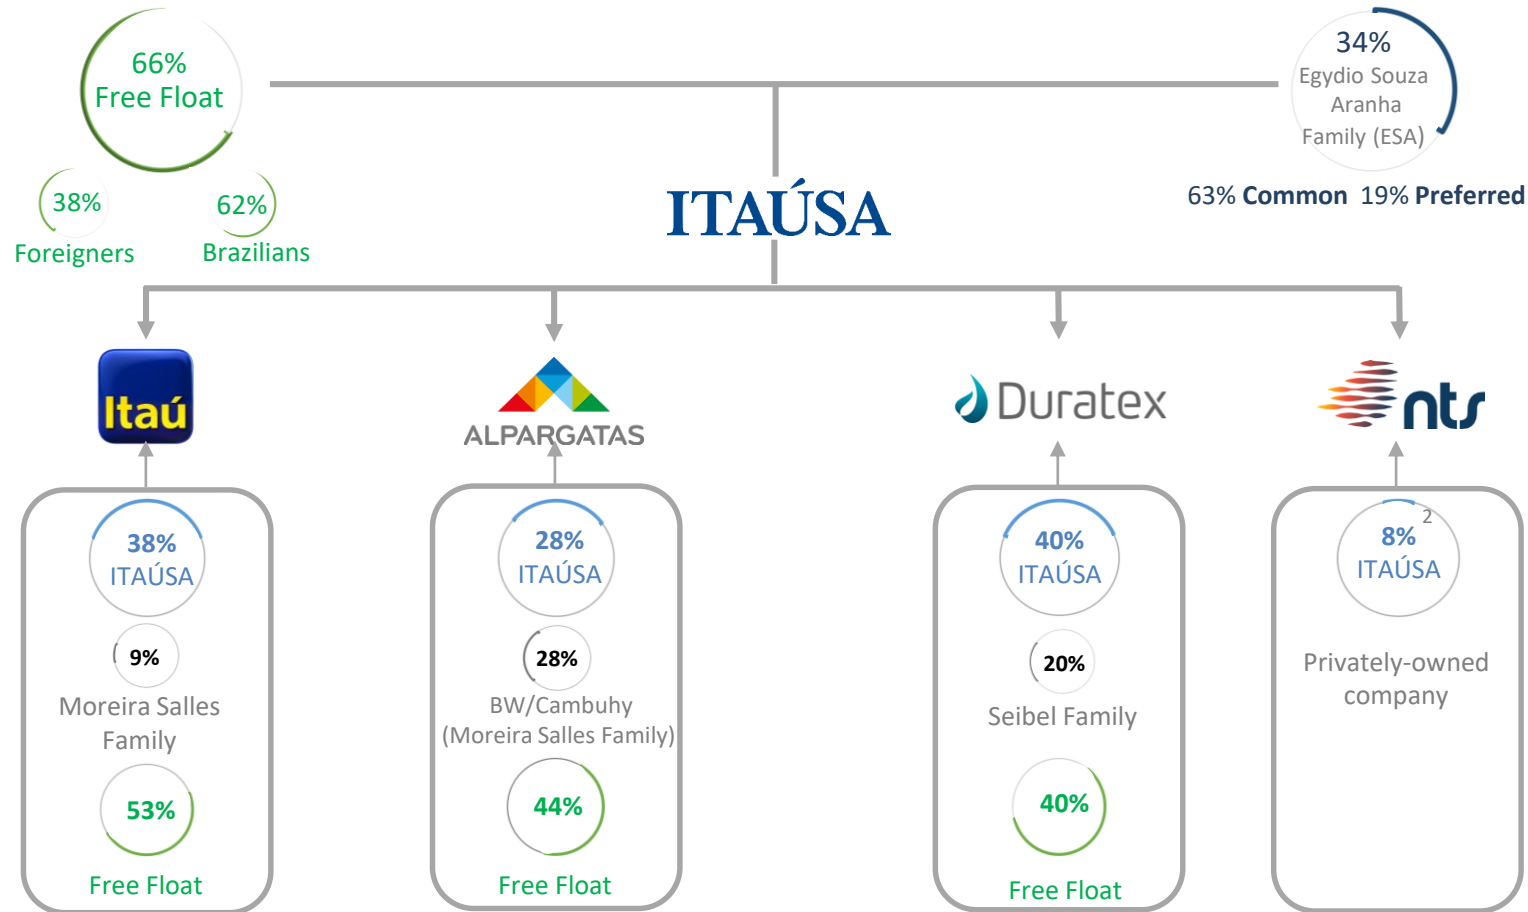 66%
Free Float
38%
Foreigners
62%
Brazilians
34%
Egydio Souza
Aranha
Family (ESA)
63% Common 19% Preferred
ITAÚSA
Itaú
ALPARGATAS
Duratex
nts
38%
ITAÚSA
9%
Moreira Salles
Family
53%
Free Float
28%
ITAÚSA
28%
BW/Cambuhy
(Moreira Salles Family)
44%
Free Float
40%
ITAÚSA
20%
Seibel Family
40%
Free Float
8% 2
ITAÚSA
Privately-owned
company